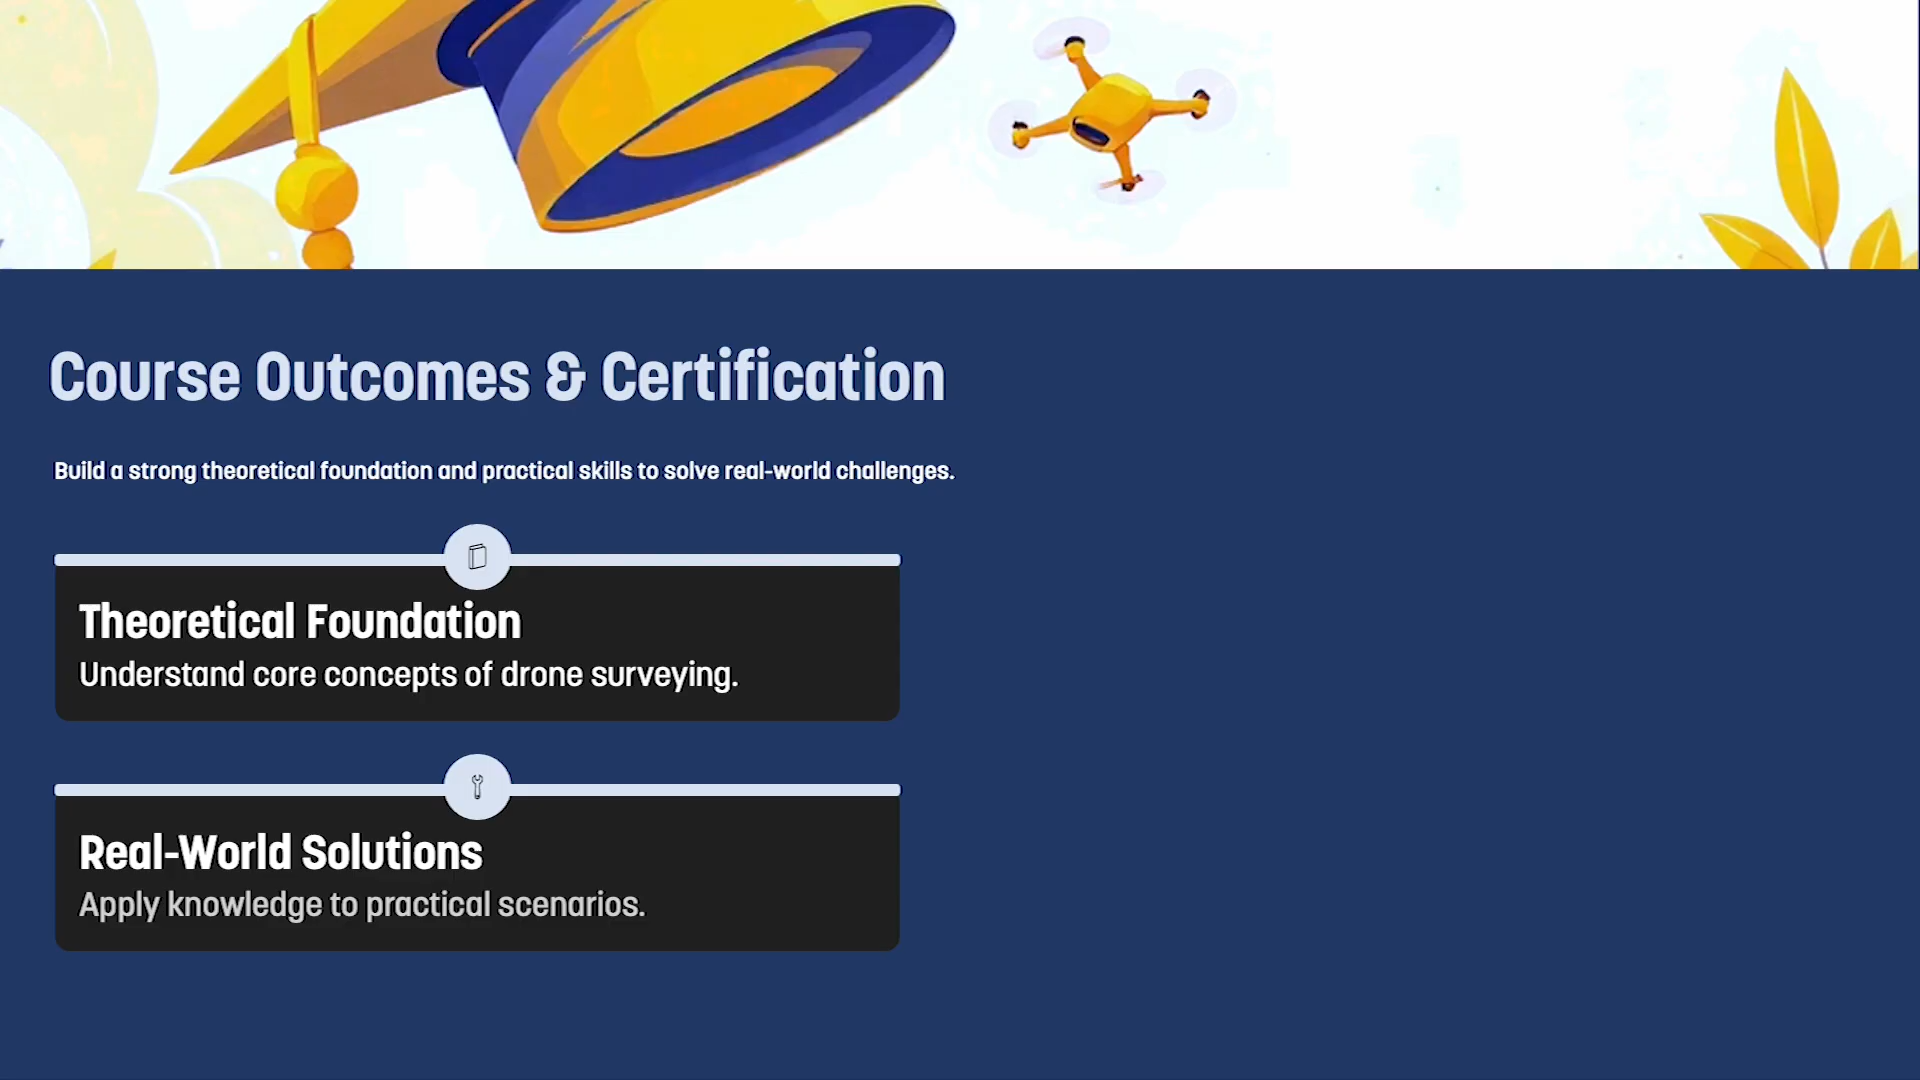 Course Outcomes & Certification
Build a strong theoretical foundation and practical skills to solve real-world challenges.
Theoretical Foundation
Understand core concepts of drone surveying.
Real-World Solutions
Apply knowledge to practical scenarios.